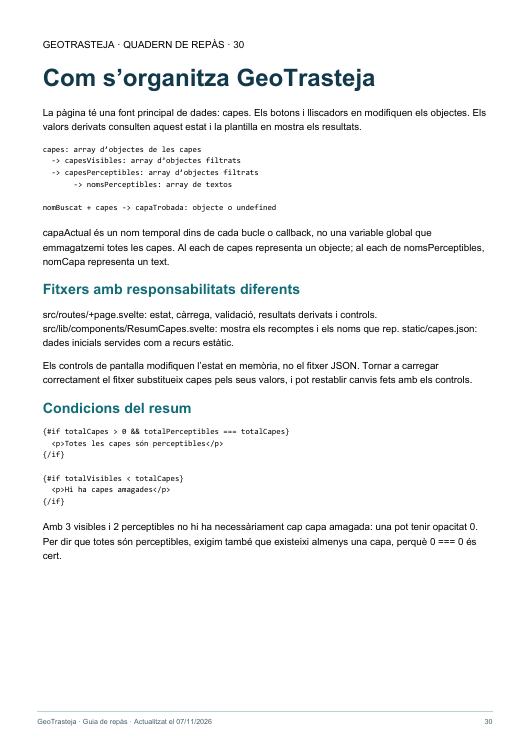 GEOTRASTEJA · QUADERN DE REPÀS · 30
Com s’organitza GeoTrasteja
La pàgina té una font principal de dades: capes. Els botons i lliscadors en modifiquen els objectes. Els
valors derivats consulten aquest estat i la plantilla en mostra els resultats.
capes: array d’objectes de les capes
  -> capesVisibles: array d’objectes filtrats
  -> capesPerceptibles: array d’objectes filtrats
       -> nomsPerceptibles: array de textos
nomBuscat + capes -> capaTrobada: objecte o undefined
capaActual és un nom temporal dins de cada bucle o callback, no una variable global que
emmagatzemi totes les capes. Al each de capes representa un objecte; al each de nomsPerceptibles,
nomCapa representa un text.
Fitxers amb responsabilitats diferents
src/routes/+page.svelte: estat, càrrega, validació, resultats derivats i controls.
src/lib/components/ResumCapes.svelte: mostra els recomptes i els noms que rep. static/capes.json:
dades inicials servides com a recurs estàtic.
Els controls de pantalla modifiquen l’estat en memòria, no el fitxer JSON. Tornar a carregar
correctament el fitxer substitueix capes pels seus valors, i pot restablir canvis fets amb els controls.
Condicions del resum
{#if totalCapes > 0 && totalPerceptibles === totalCapes}
  <p>Totes les capes són perceptibles</p>
{/if}
{#if totalVisibles < totalCapes}
  <p>Hi ha capes amagades</p>
{/if}
Amb 3 visibles i 2 perceptibles no hi ha necessàriament cap capa amagada: una pot tenir opacitat 0.
Per dir que totes són perceptibles, exigim també que existeixi almenys una capa, perquè 0 === 0 és
cert.
GeoTrasteja · Guia de repàs · Actualitzat el 07/11/2026
30